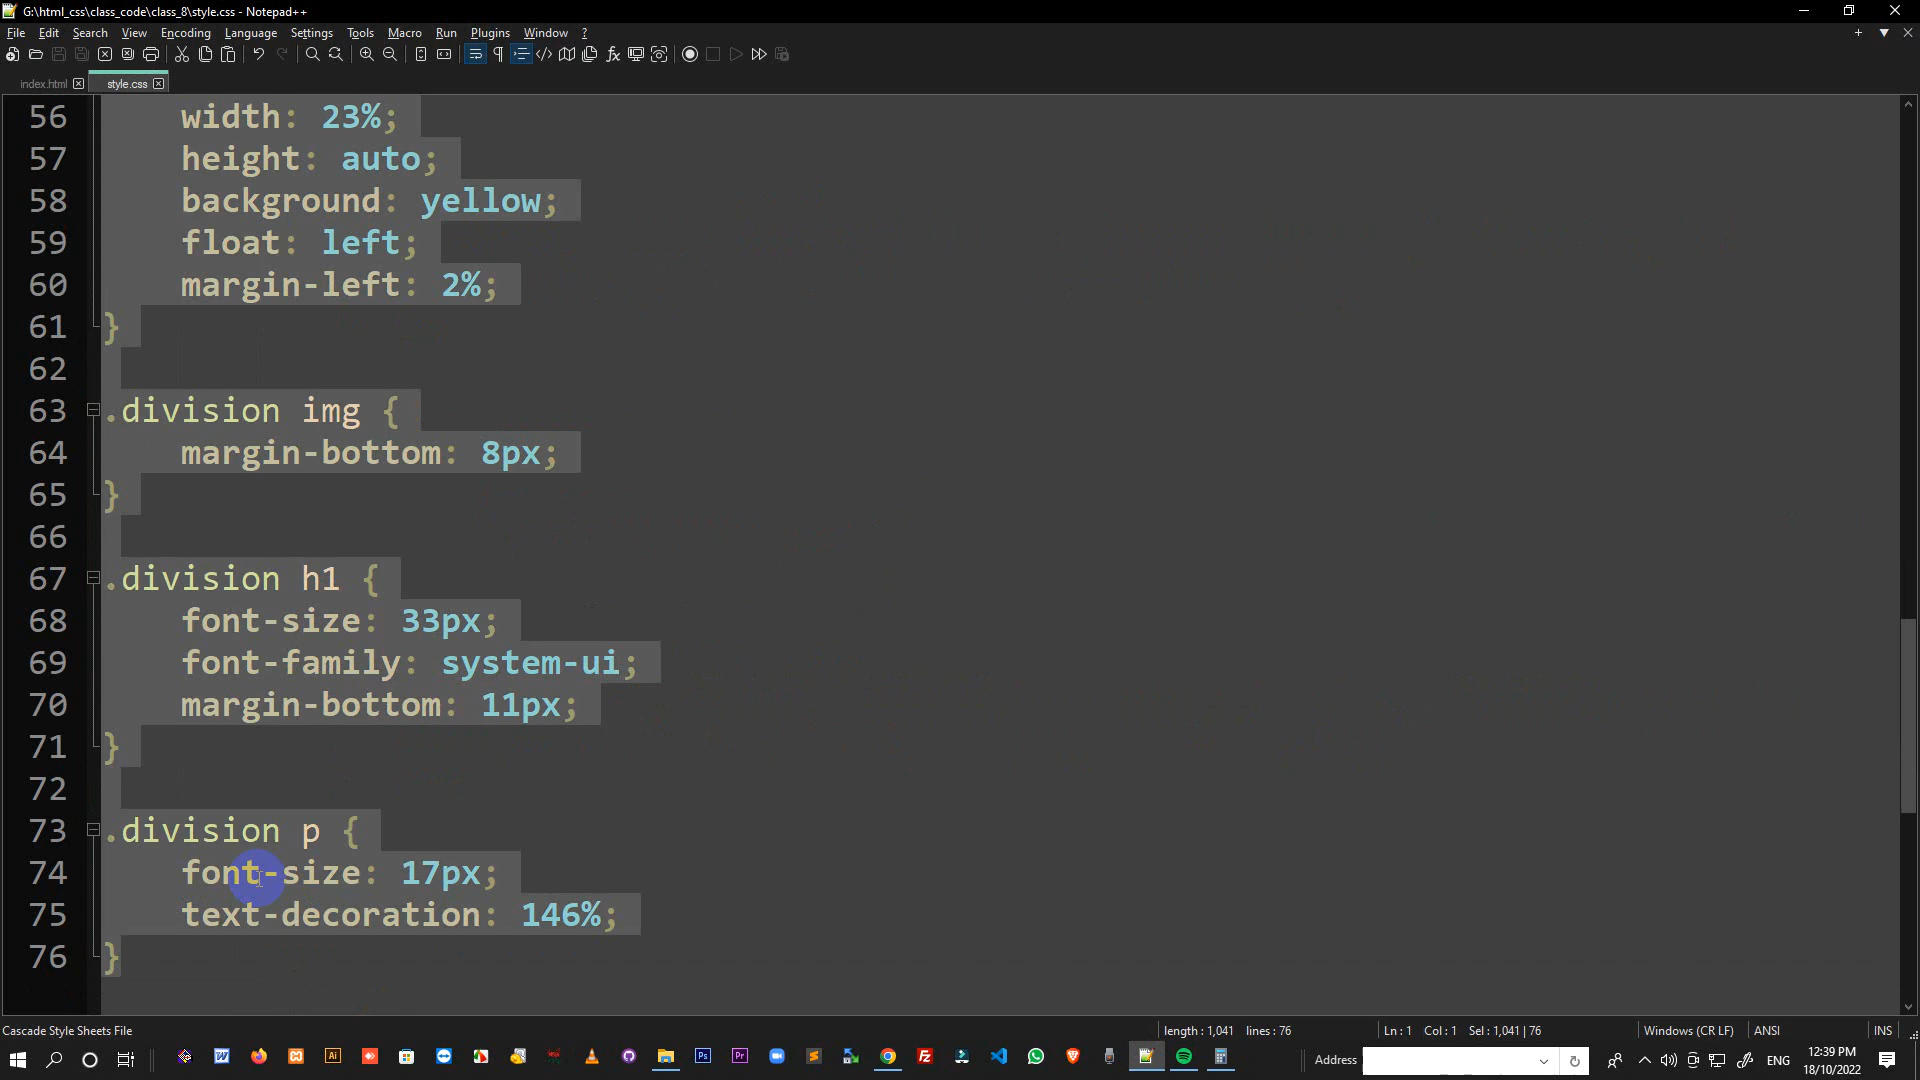 G:\html_css\class_code\class_8\style.css - Notepad++
File Edit Search View Encoding Language Settings Tools Macro Run Plugins Window ?
index.html style.css
56 width: 23%;
57 height: auto;
58 background: yellow;
59 float: left;
60 margin-left: 2%;
61 }
62
63 .division img {
64 margin-bottom: 8px;
65 }
66
67 .division h1 {
68 font-size: 33px;
69 font-family: system-ui;
70 margin-bottom: 11px;
71 }
72
73 .division p {
74 font-size: 17px;
75 text-decoration: 146%;
76 }
Cascade Style Sheets File length : 1,041 lines : 76 Ln : 1 Col : 1 Sel : 1,041 | 76 Windows (CR LF) ANSI INS
Address ENG 12:39 PM
18/10/2022